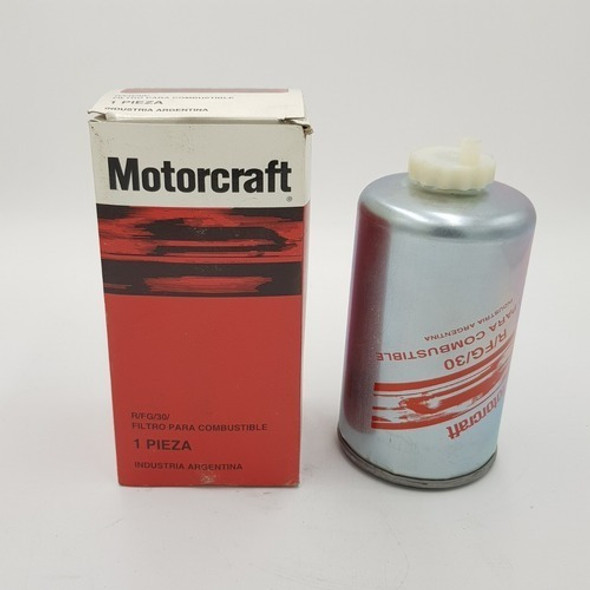 FILTRO PARA COMBUSTIBLE
1 PIEZA
INDUSTRIA ARGENTINA
Motorcraft
®
R/FG/30/
FILTRO PARA COMBUSTIBLE
1 PIEZA
INDUSTRIA ARGENTINA
Motorcraft
R/FG/30
PARA COMBUSTIBLE
INDUSTRIA ARGENTINA